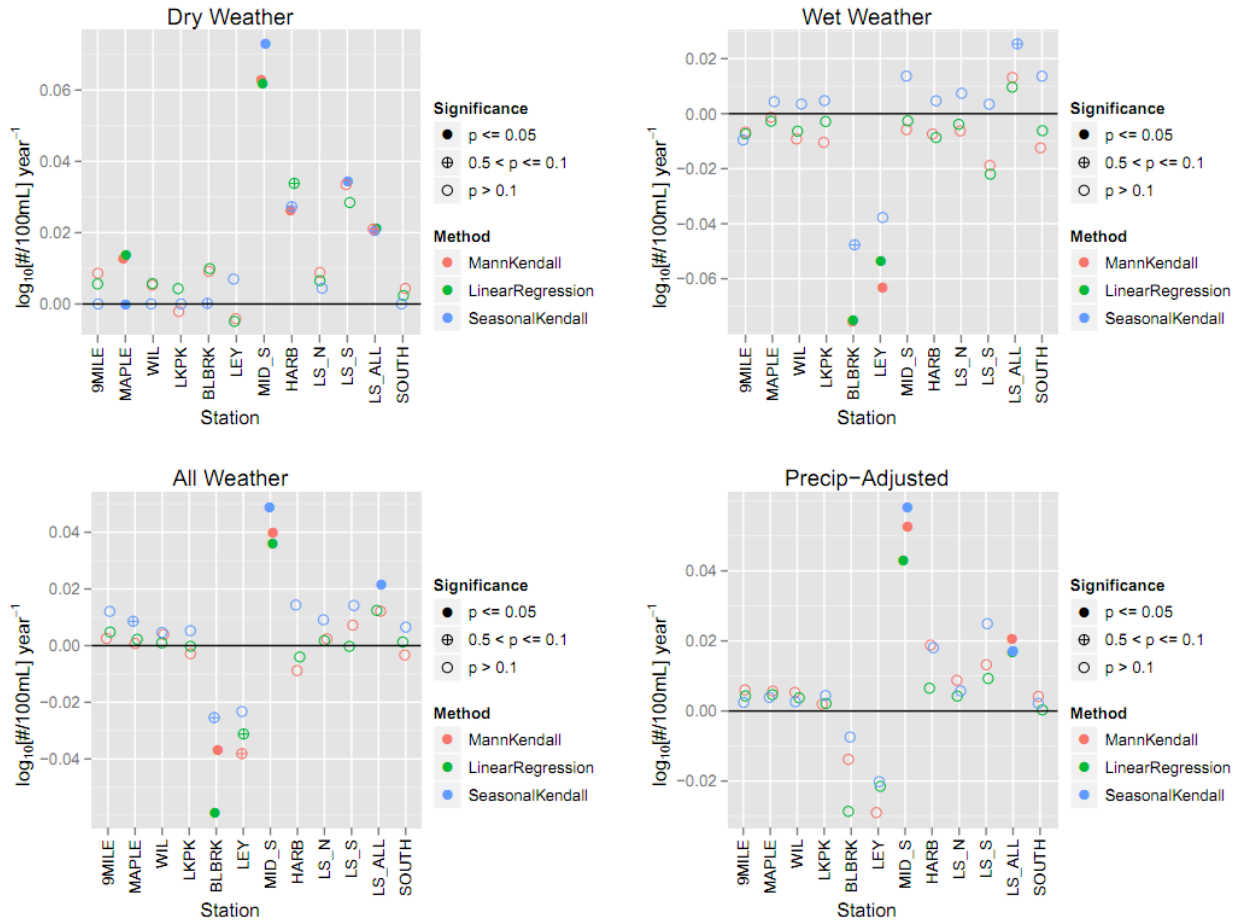 Dry Weather
log₁₀[#/100mL] year⁻¹
0.06
0.04
0.02
0.00
9MILE
MAPLE
WIL
LKPK
BLBRK
LEY
MID_S
HARB
LS_N
LS_S
LS_ALL
SOUTH
Station
Significance
p <= 0.05
0.5 < p <= 0.1
p > 0.1
Method
MannKendall
LinearRegression
SeasonalKendall
Wet Weather
log₁₀[#/100mL] year⁻¹
0.02
0.00
−0.02
−0.04
−0.06
9MILE
MAPLE
WIL
LKPK
BLBRK
LEY
MID_S
HARB
LS_N
LS_S
LS_ALL
SOUTH
Station
Significance
p <= 0.05
0.5 < p <= 0.1
p > 0.1
Method
MannKendall
LinearRegression
SeasonalKendall
All Weather
log₁₀[#/100mL] year⁻¹
0.04
0.02
0.00
−0.02
−0.04
9MILE
MAPLE
WIL
LKPK
BLBRK
LEY
MID_S
HARB
LS_N
LS_S
LS_ALL
SOUTH
Station
Significance
p <= 0.05
0.5 < p <= 0.1
p > 0.1
Method
MannKendall
LinearRegression
SeasonalKendall
Precip−Adjusted
log₁₀[#/100mL] year⁻¹
0.04
0.02
0.00
−0.02
9MILE
MAPLE
WIL
LKPK
BLBRK
LEY
MID_S
HARB
LS_N
LS_S
LS_ALL
SOUTH
Station
Significance
p <= 0.05
0.5 < p <= 0.1
p > 0.1
Method
MannKendall
LinearRegression
SeasonalKendall